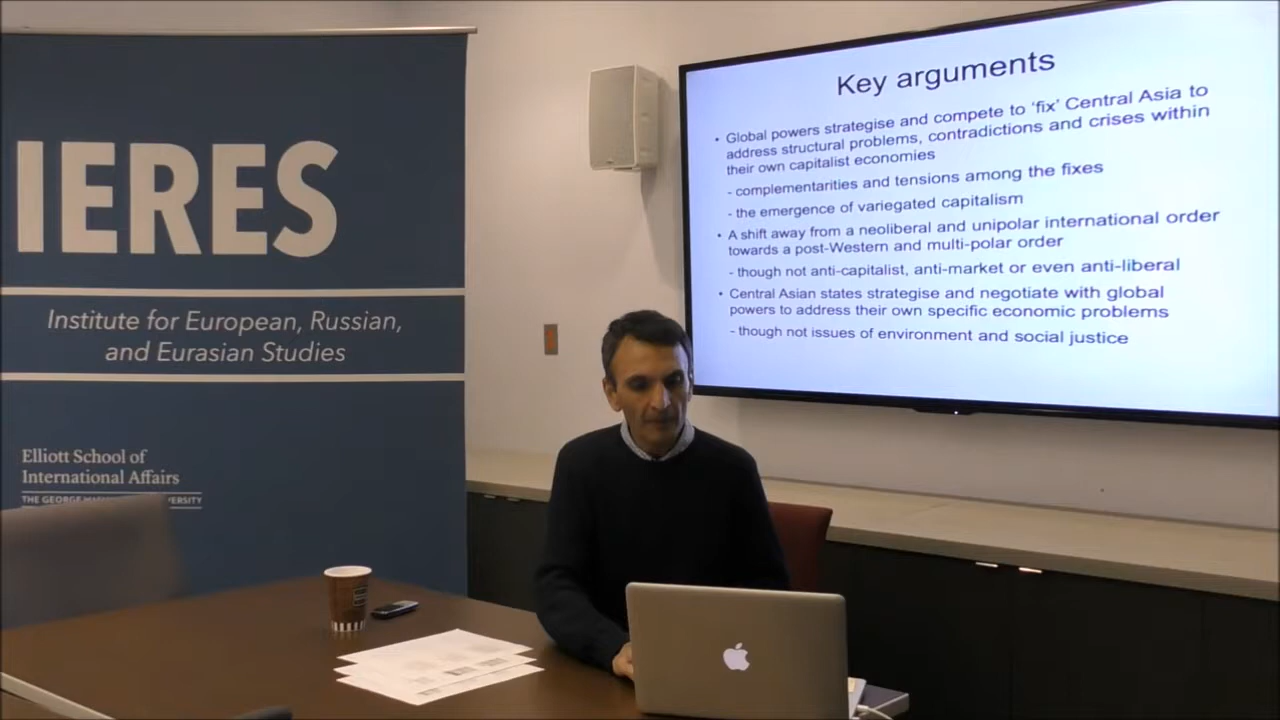 IERES
Institute for European, Russian,
and Eurasian Studies
Elliott School of
International Affairs
THE GEORGE
Key arguments
• Global powers strategise and compete to ‘fix’ Central Asia to
address structural problems, contradictions and crises within
their own capitalist economies
- complementarities and tensions among the fixes
- the emergence of variegated capitalism
• A shift away from a neoliberal and unipolar international order
towards a post-Western and multi-polar order
- though not anti-capitalist, anti-market or even anti-liberal
• Central Asian states strategise and negotiate with global
powers to address their own specific economic problems
- though not issues of environment and social justice